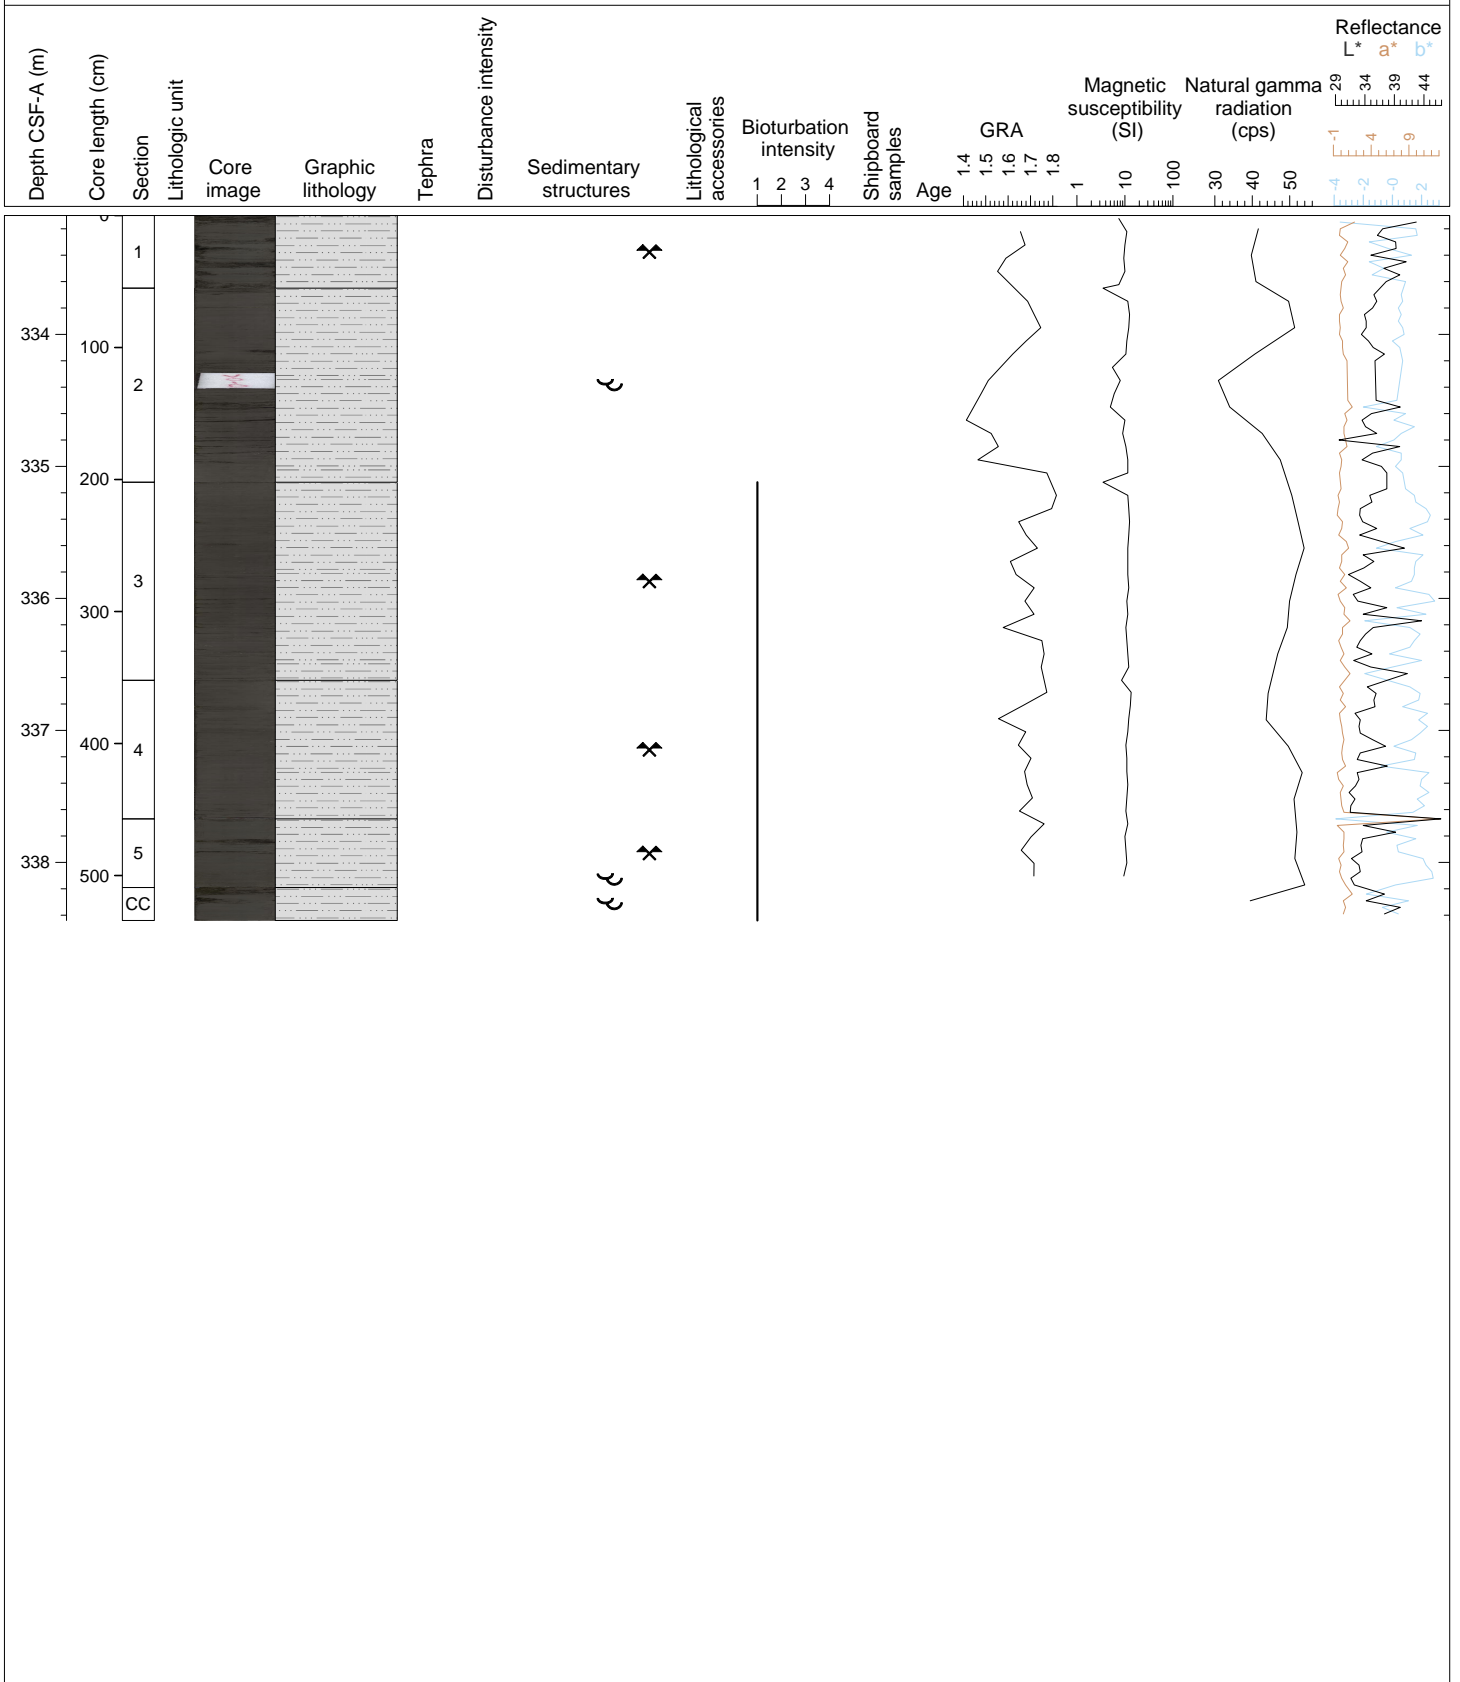 Depth CSF-A (m)
Core length (cm)
Section
Lithologic unit
Core
image
Graphic
lithology
Tephra
Disturbance intensity
Sedimentary
structures
Lithological
accessories
Bioturbation
intensity
1 2 3 4
Shipboard
samples
Age
GRA
1.4 1.5 1.6 1.7 1.8
Magnetic
susceptibility
(SI)
1 10 100
Natural gamma
radiation
(cps)
30 40 50
Reflectance
L* a* b*
29 34 39 44
-1 4 9
-4 -2 -0 2
0
1
334
100
2
335
200
3
336
300
337
400
4
5
338
500
CC